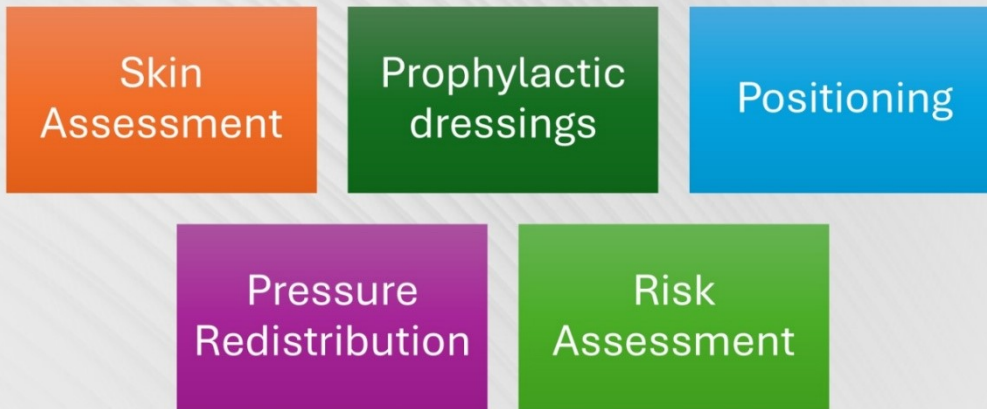 Skin
Assessment
Prophylactic
dressings
Positioning
Pressure
Redistribution
Risk
Assessment